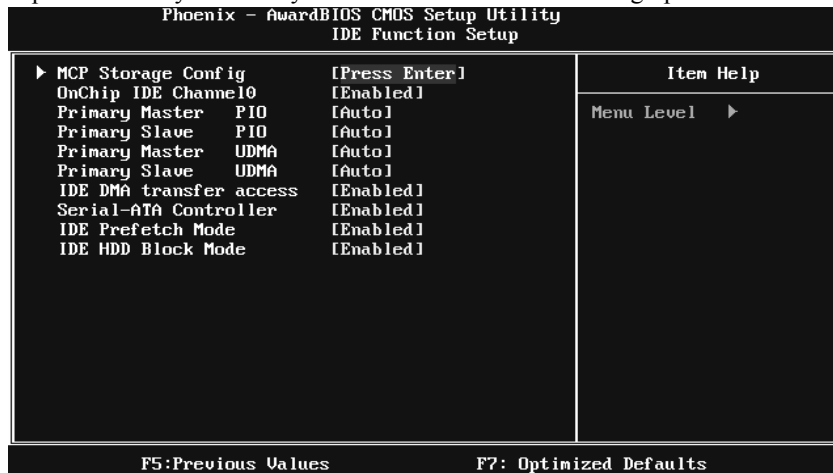 Phoenix - AwardBIOS CMOS Setup Utility
IDE Function Setup
MCP Storage Config [Press Enter]
OnChip IDE Channel0 [Enabled]
Primary Master PIO [Auto]
Primary Slave PIO [Auto]
Primary Master UDMA [Auto]
Primary Slave UDMA [Auto]
IDE DMA transfer access [Enabled]
Serial-ATA Controller [Enabled]
IDE Prefetch Mode [Enabled]
IDE HDD Block Mode [Enabled]
Item Help
Menu Level
F5:Previous Values F7: Optimized Defaults